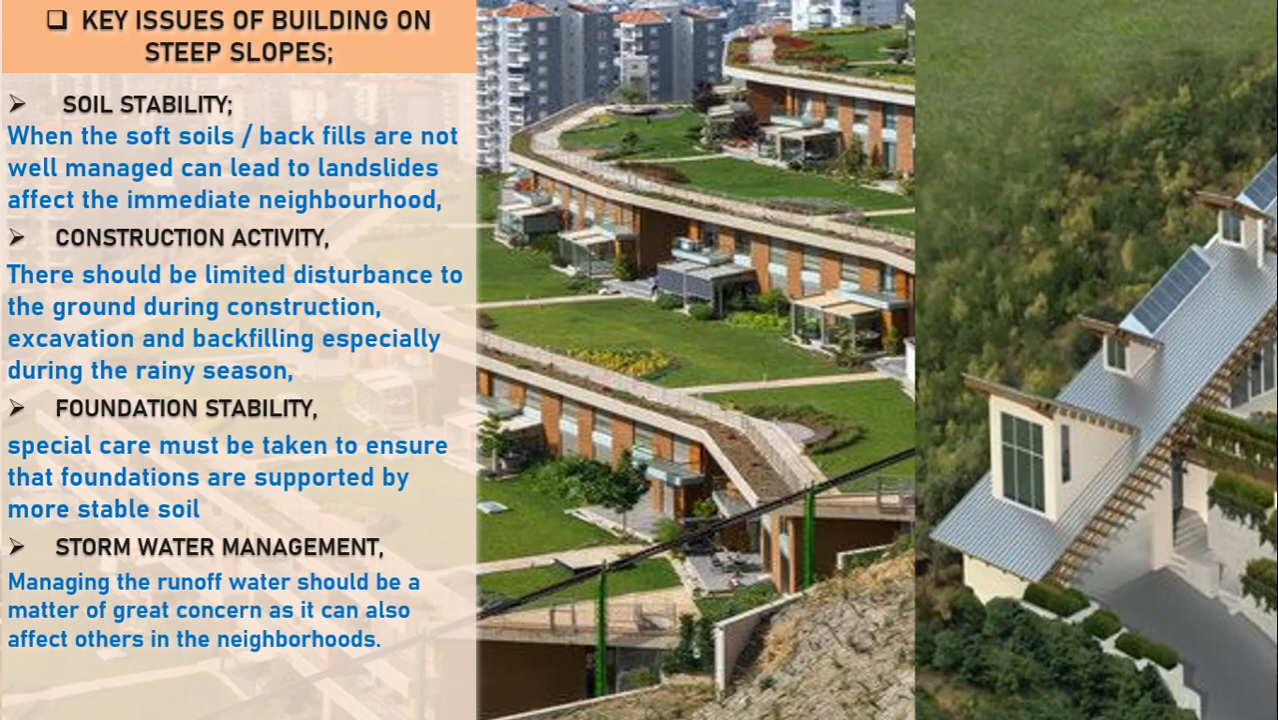 ❑ KEY ISSUES OF BUILDING ON
STEEP SLOPES;
➢ SOIL STABILITY;
When the soft soils / back fills are not
well managed can lead to landslides
affect the immediate neighbourhood,
➢ CONSTRUCTION ACTIVITY,
There should be limited disturbance to
the ground during construction,
excavation and backfilling especially
during the rainy season,
➢ FOUNDATION STABILITY,
special care must be taken to ensure
that foundations are supported by
more stable soil
➢ STORM WATER MANAGEMENT,
Managing the runoff water should be a
matter of great concern as it can also
affect others in the neighborhoods.